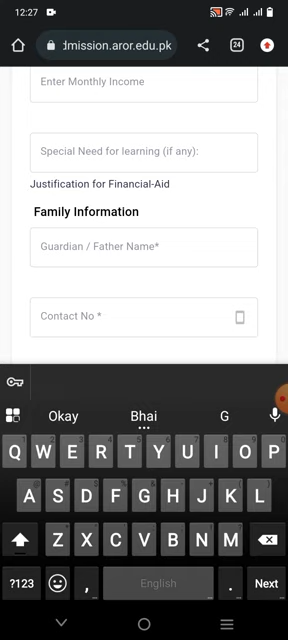 12:27
dmission.aror.edu.pk
24
Enter Monthly Income
Special Need for learning (if any):
Justification for Financial-Aid
Family Information
Guardian / Father Name*
Contact No *
Okay Bhai G
Q W E R T Y U I O P
A S D F G H J K L
Z X C V B N M
?123 , English . Next